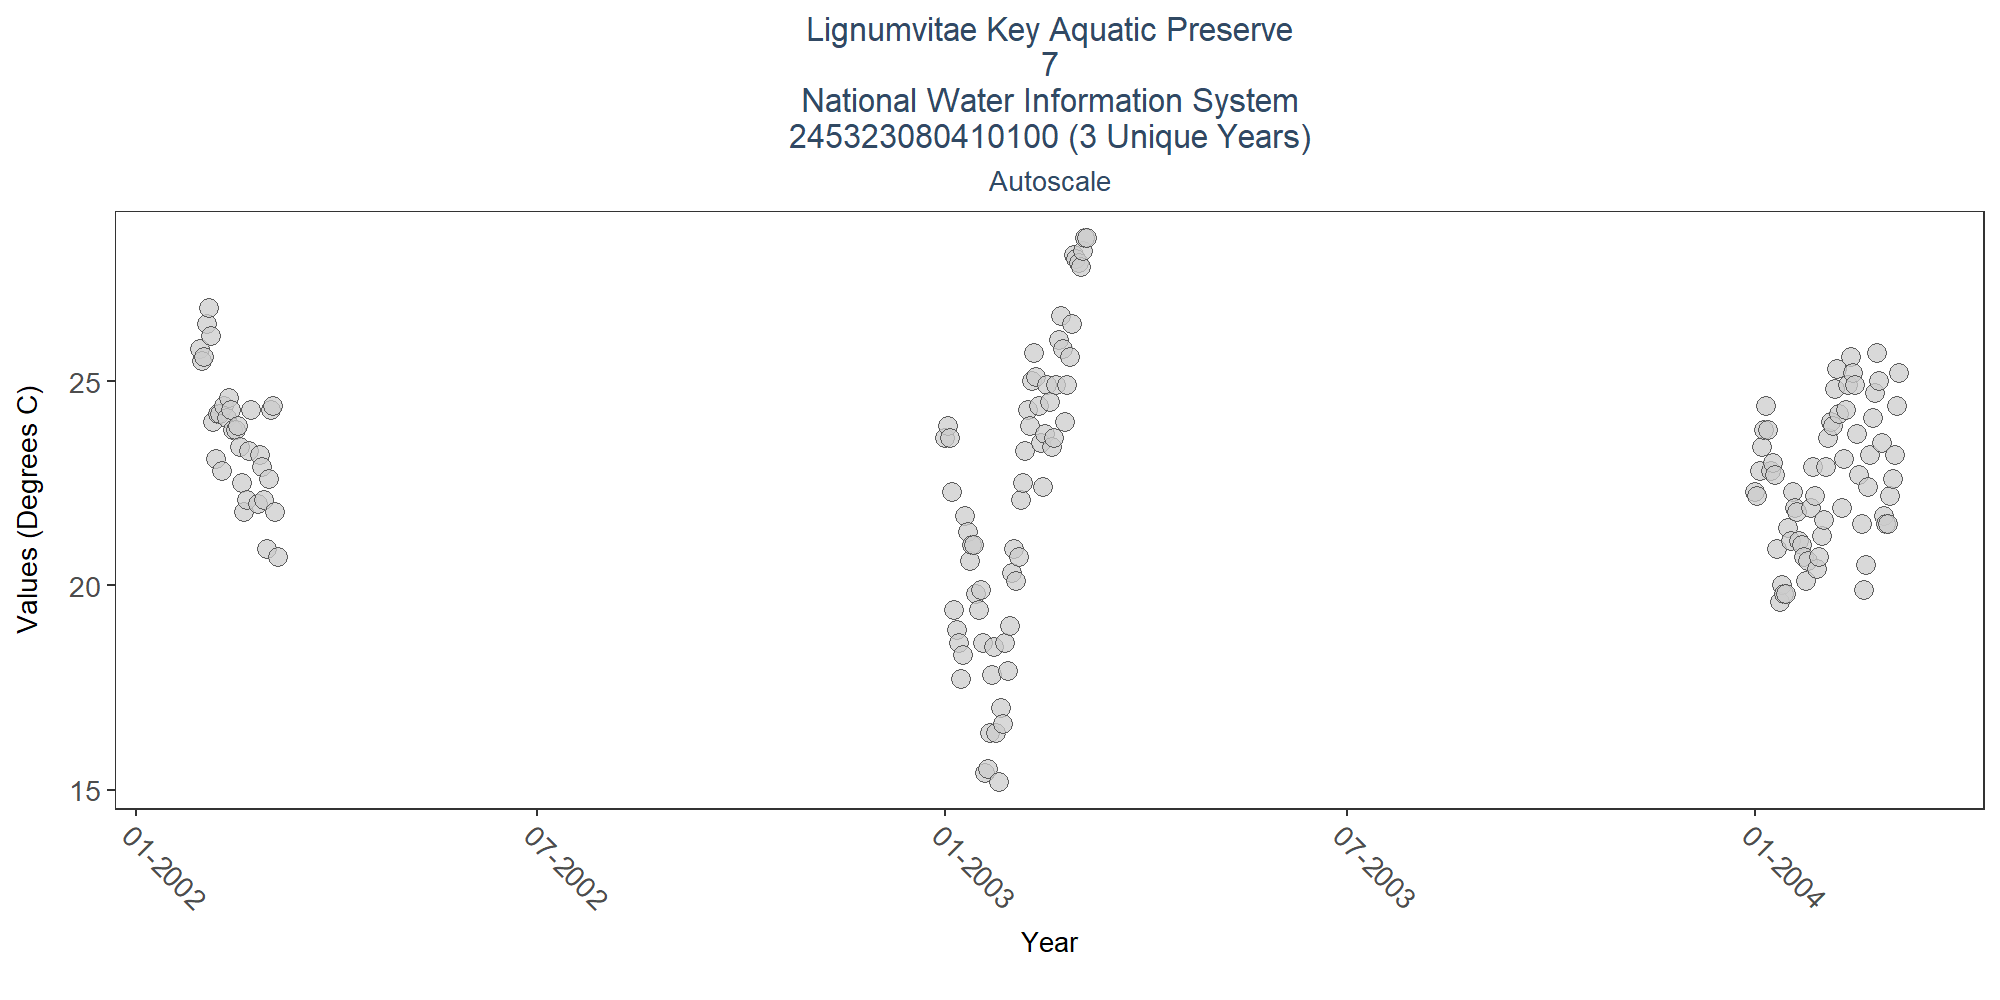 Lignumvitae Key Aquatic Preserve
7
National Water Information System
245323080410100 (3 Unique Years)
Autoscale
Values (Degrees C)
25
20
15
01-2002
07-2002
01-2003
07-2003
01-2004
Year